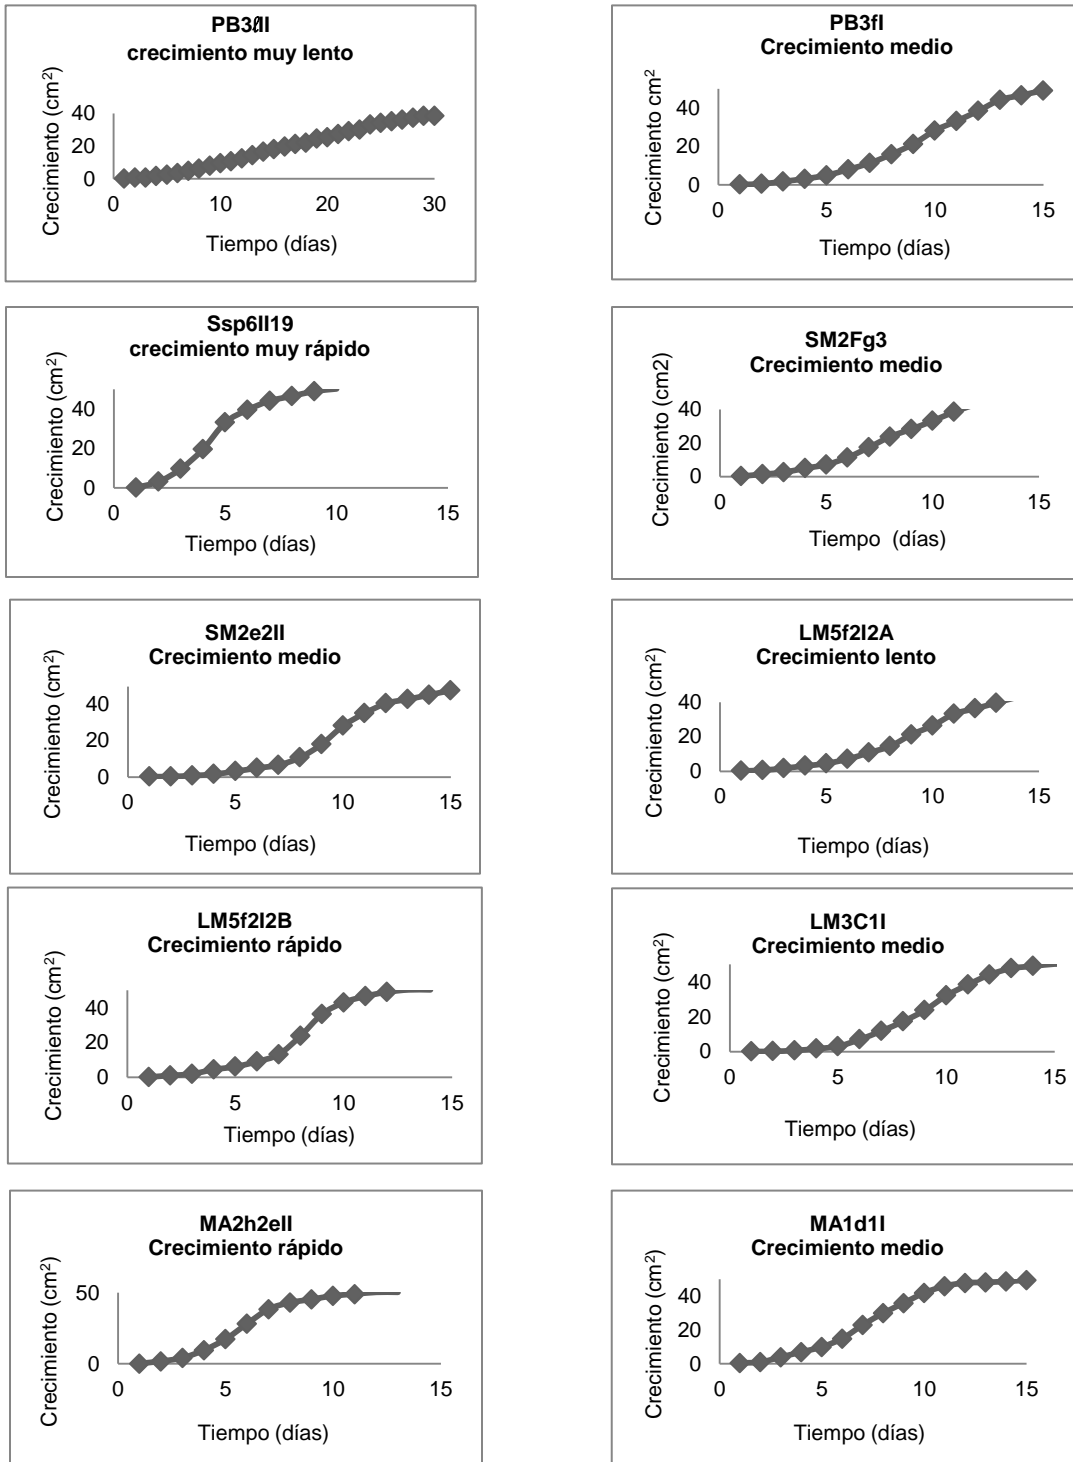 crecimiento muy lento
Crecimiento (cm²)
40
20
0
0 10 20 30
Tiempo (días)
PB3fI
Crecimiento medio
Crecimiento cm²
40
20
0
0 5 10 15
Tiempo (días)
Ssp6II19
crecimiento muy rápido
Crecimiento (cm²)
40
20
0
0 5 10 15
Tiempo (días)
SM2Fg3
Crecimiento medio
Crecimiento (cm2)
40
20
0
0 5 10 15
Tiempo (días)
SM2e2II
Crecimiento medio
Crecimiento (cm²)
40
20
0
0 5 10 15
Tiempo (días)
LM5f2I2A
Crecimiento lento
Crecimiento (cm²)
40
20
0
0 5 10 15
Tiempo (días)
LM5f2I2B
Crecimiento rápido
Crecimiento (cm²)
40
20
0
0 5 10 15
Tiempo (días)
LM3C1I
Crecimiento medio
Crecimiento (cm²)
40
20
0
0 5 10 15
Tiempo (días)
MA2h2eII
Crecimiento rápido
Crecimiento (cm²)
50
0
0 5 10 15
Tiempo (días)
MA1d1I
Crecimiento medio
Crecimiento (cm²)
40
20
0
0 5 10 15
Tiempo (días)